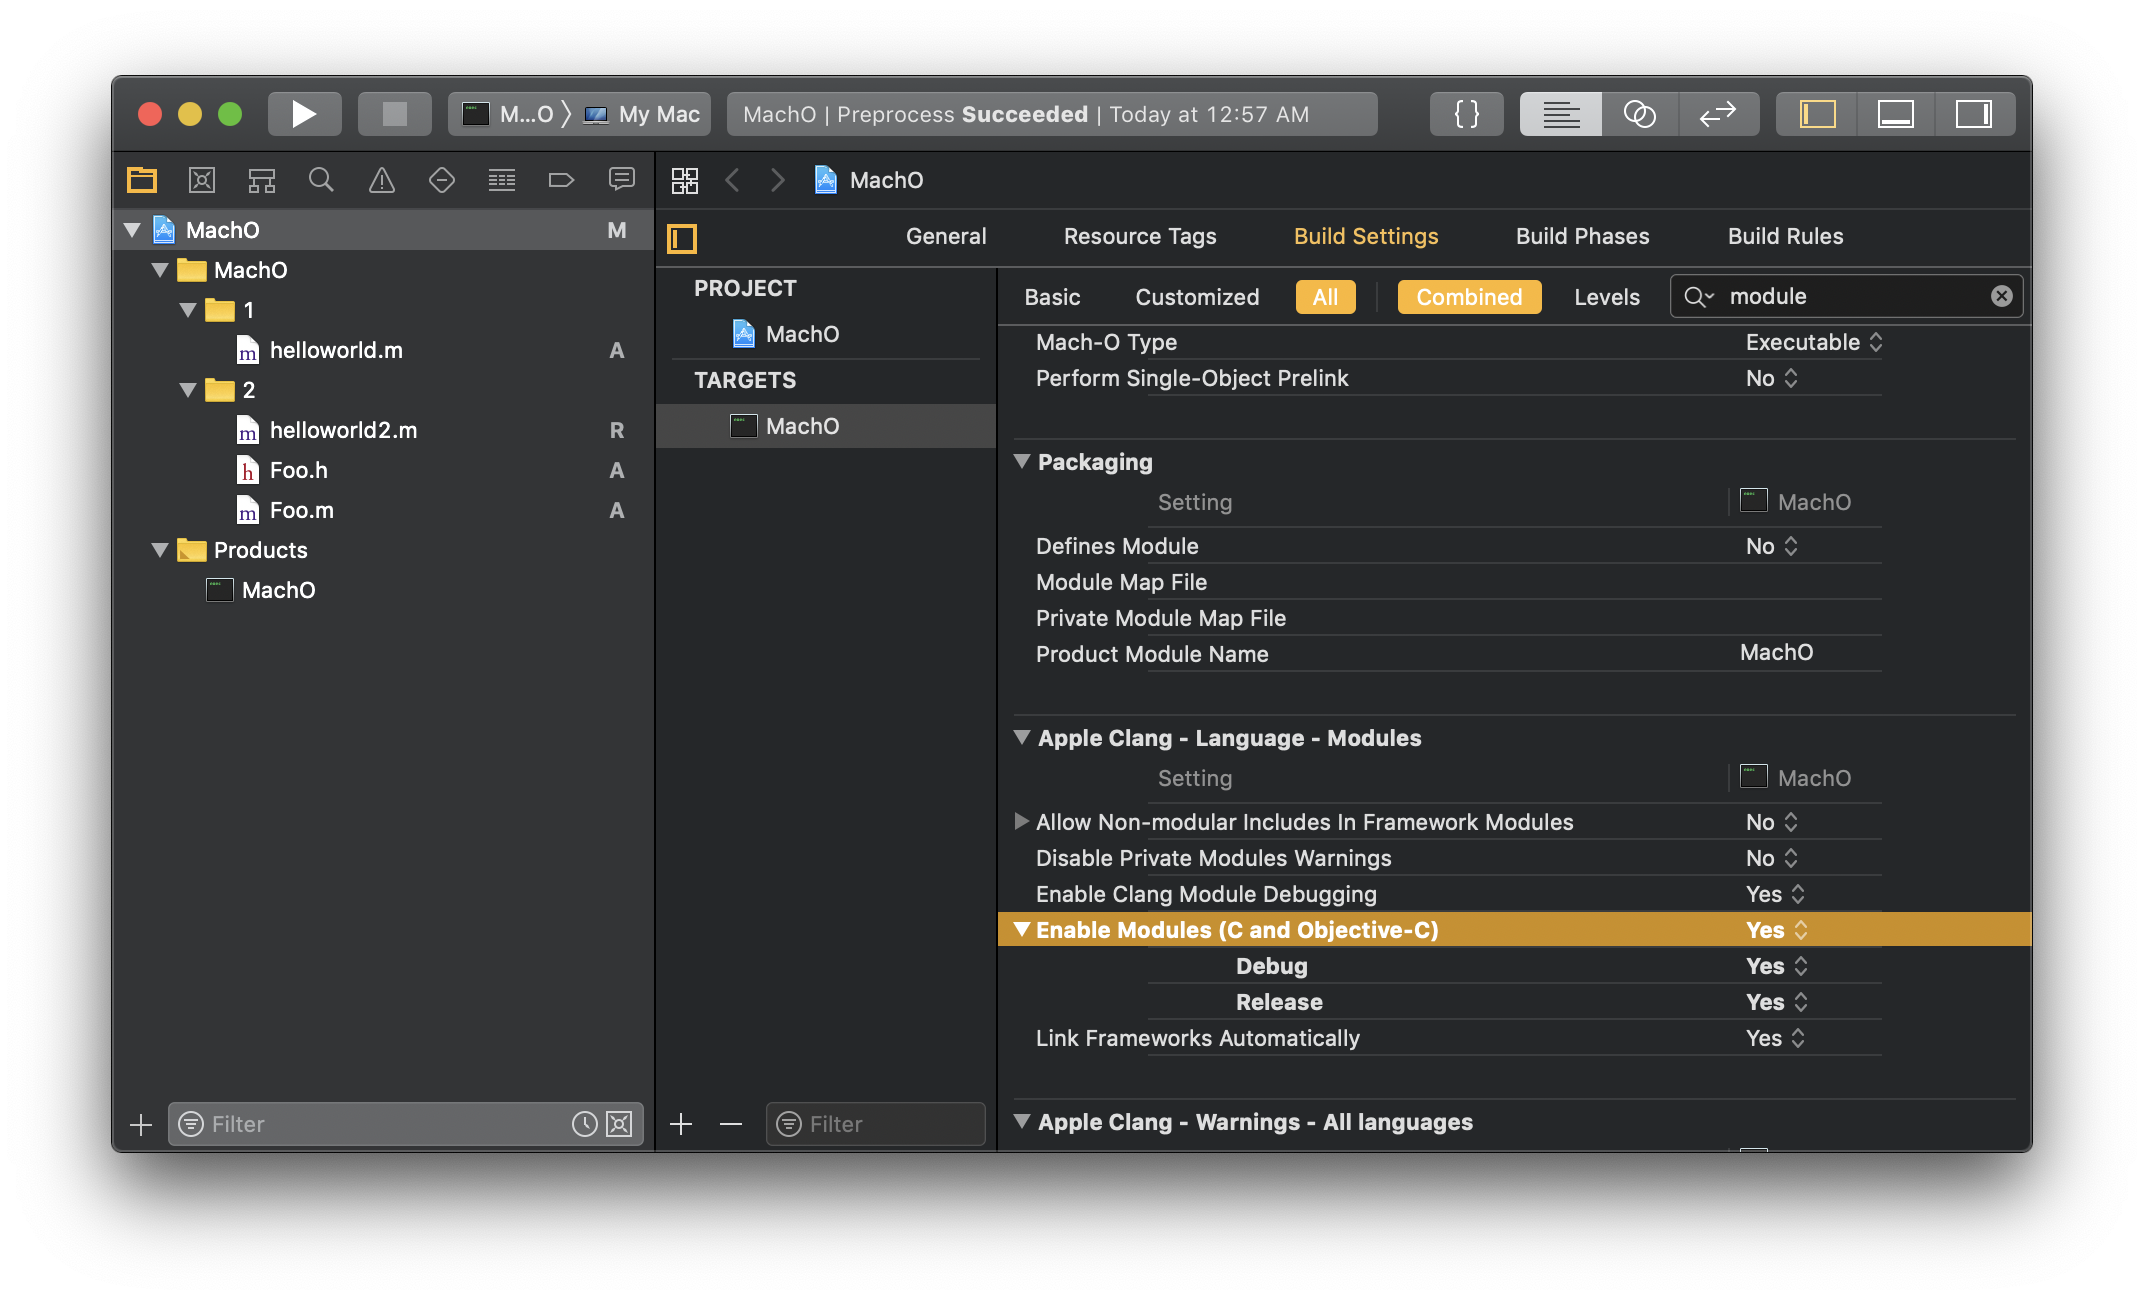 M...O 〉 My Mac
MachO | Preprocess Succeeded | Today at 12:57 AM
{ }
MachO M
MachO
1
helloworld.m A
2
helloworld2.m R
Foo.h A
Foo.m A
Products
MachO
Filter
MachO
General Resource Tags Build Settings Build Phases Build Rules
PROJECT
MachO
TARGETS
MachO
Filter
Basic Customized All Combined Levels module
Mach-O Type Executable
Perform Single-Object Prelink No
Packaging
Setting MachO
Defines Module No
Module Map File
Private Module Map File
Product Module Name MachO
Apple Clang - Language - Modules
Setting MachO
Allow Non-modular Includes In Framework Modules No
Disable Private Modules Warnings No
Enable Clang Module Debugging Yes
Enable Modules (C and Objective-C) Yes
Debug Yes
Release Yes
Link Frameworks Automatically Yes
Apple Clang - Warnings - All languages